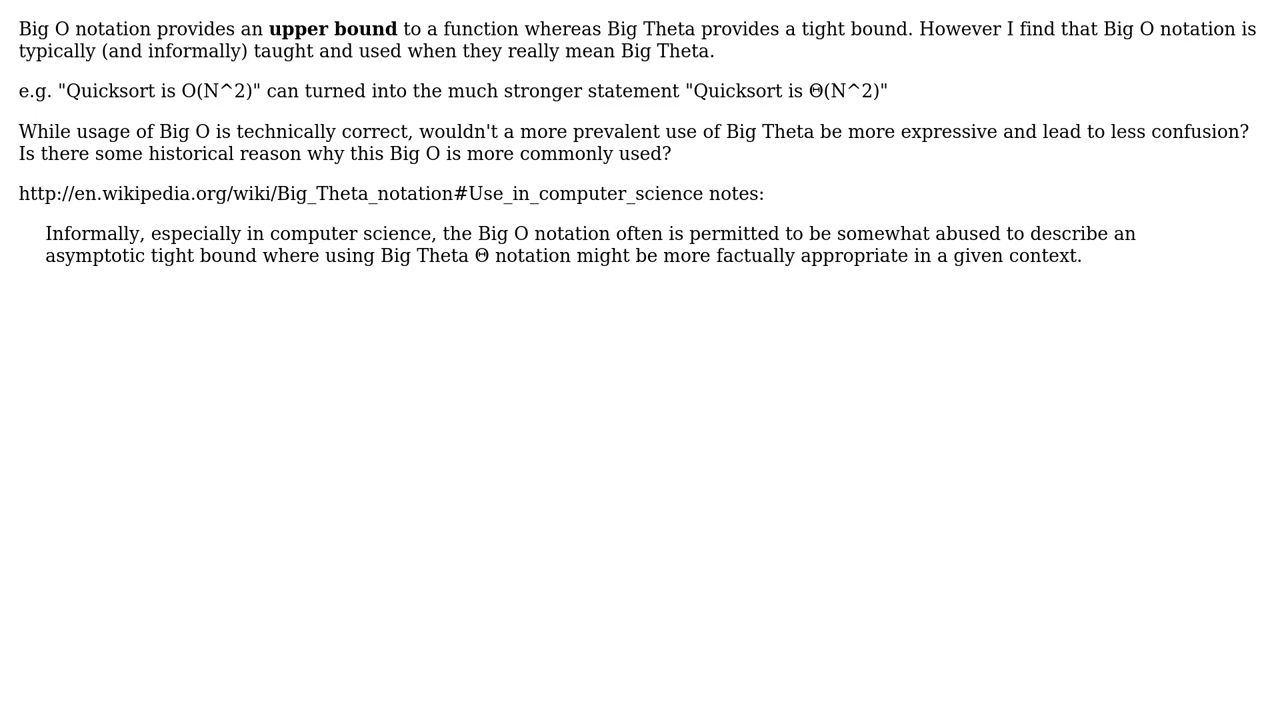 Big O notation provides an upper bound to a function whereas Big Theta provides a tight bound. However I find that Big O notation is
typically (and informally) taught and used when they really mean Big Theta.
e.g. "Quicksort is O(N^2)" can turned into the much stronger statement "Quicksort is Θ(N^2)"
While usage of Big O is technically correct, wouldn't a more prevalent use of Big Theta be more expressive and lead to less confusion?
Is there some historical reason why this Big O is more commonly used?
http://en.wikipedia.org/wiki/Big_Theta_notation#Use_in_computer_science notes:
Informally, especially in computer science, the Big O notation often is permitted to be somewhat abused to describe an
asymptotic tight bound where using Big Theta Θ notation might be more factually appropriate in a given context.